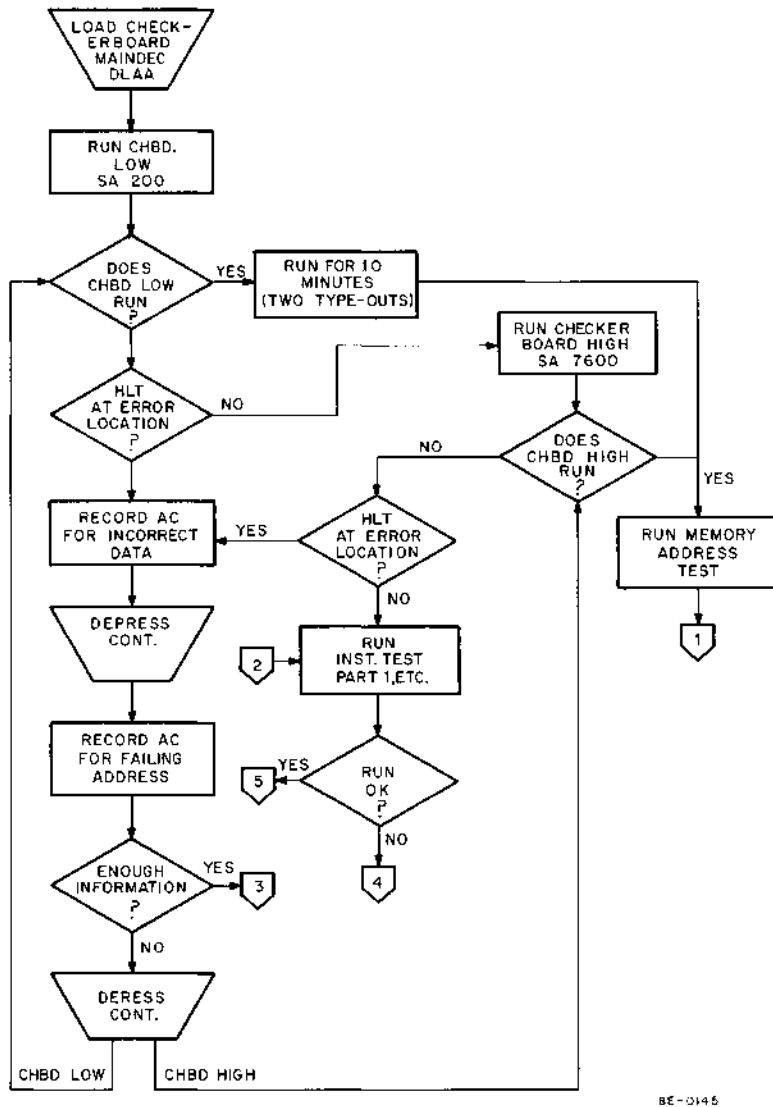 LOAD CHECK-
ERBOARD
MAINDEC
DLAA
RUN CHBD.
LOW
SA 200
DOES
CHBD LOW
RUN
?
YES
RUN FOR 10
MINUTES
(TWO TYPE-OUTS)
RUN CHECKER
BOARD HIGH
SA 7600
HLT
AT ERROR
LOCATION
?
NO
DOES
CHBD HIGH
RUN
?
NO
YES
RECORD AC
FOR INCORRECT
DATA
YES
HLT
AT ERROR
LOCATION
?
NO
RUN MEMORY
ADDRESS
TEST
1
DEPRESS
CONT.
2
RUN
INST. TEST
PART 1, ETC.
RECORD AC
FOR FAILING
ADDRESS
5
YES
RUN
OK
?
NO
4
ENOUGH
INFORMATION
?
YES
3
NO
DERESS
CONT.
CHBD LOW
CHBD HIGH
8E-0145